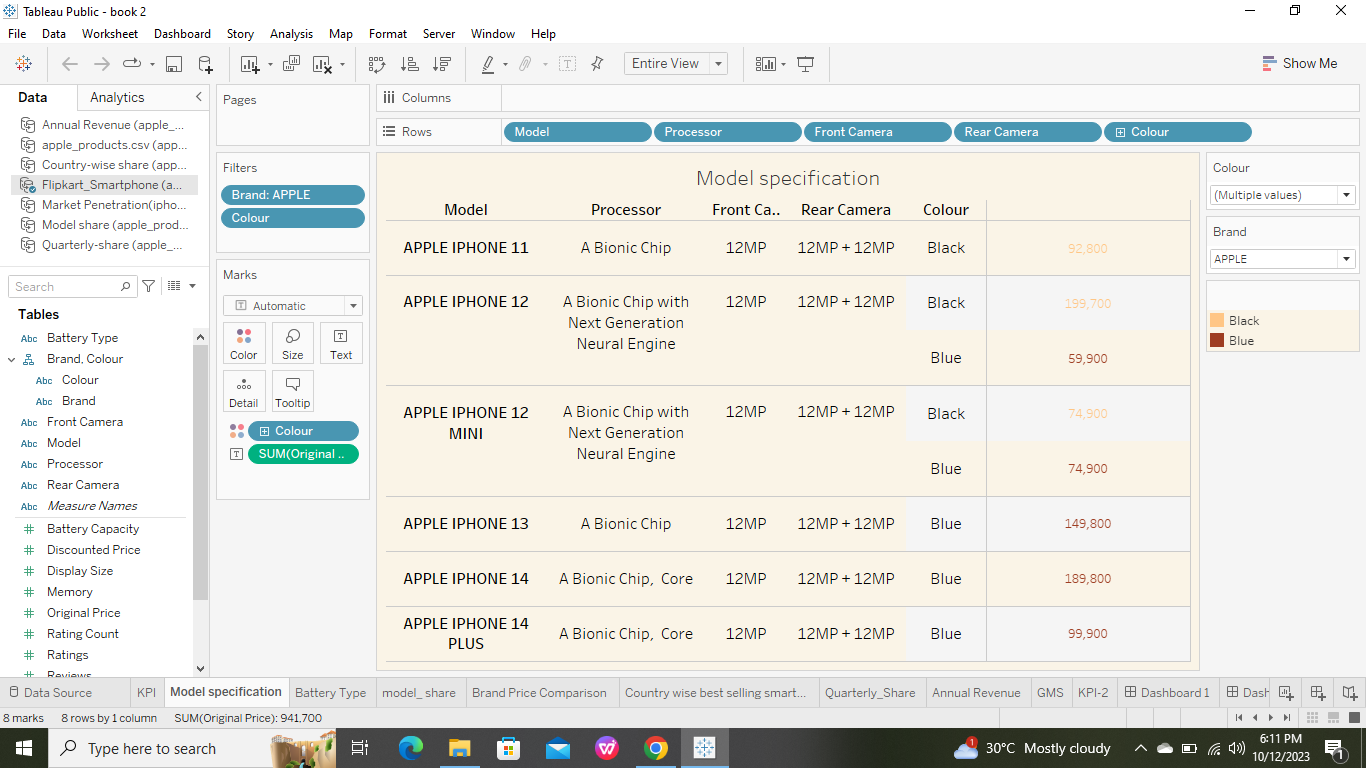 Tableau Public - book 2
File Data Worksheet Dashboard Story Analysis Map Format Server Window Help
Entire View
Show Me
Data Analytics
Annual Revenue (apple_...
apple_products.csv (app...
Country-wise share (app...
Flipkart_Smartphone (a...
Market Penetration(ipho...
Model share (apple_prod...
Quarterly-share (apple_...
Search
Tables
Abc Battery Type
Brand, Colour
Abc Colour
Abc Brand
Abc Front Camera
Abc Model
Abc Processor
Abc Rear Camera
Abc Measure Names
Battery Capacity
Discounted Price
Display Size
Memory
Original Price
Rating Count
Ratings
Reviews
Pages
Filters
Brand: APPLE
Colour
Marks
Automatic
Color Size Text
Detail Tooltip
Colour
SUM(Original ..
Columns
Rows Model Processor Front Camera Rear Camera Colour
Model specification
Model Processor Front Ca.. Rear Camera Colour
APPLE IPHONE 11 A Bionic Chip 12MP 12MP + 12MP Black 92,800
APPLE IPHONE 12 A Bionic Chip with 12MP 12MP + 12MP Black 199,700
Next Generation
Neural Engine
Blue 59,900
APPLE IPHONE 12 A Bionic Chip with 12MP 12MP + 12MP Black 74,900
MINI Next Generation
Neural Engine
Blue 74,900
APPLE IPHONE 13 A Bionic Chip 12MP 12MP + 12MP Blue 149,800
APPLE IPHONE 14 A Bionic Chip, Core 12MP 12MP + 12MP Blue 189,800
APPLE IPHONE 14 A Bionic Chip, Core 12MP 12MP + 12MP Blue 99,900
PLUS
Colour
(Multiple values)
Brand
APPLE
Black
Blue
Data Source KPI Model specification Battery Type model_ share Brand Price Comparison Country wise best selling smart... Quarterly_Share Annual Revenue GMS KPI-2 Dashboard 1 Dash
8 marks 8 rows by 1 column SUM(Original Price): 941,700
Type here to search
1
30°C Mostly cloudy
6:11 PM
10/12/2023
1